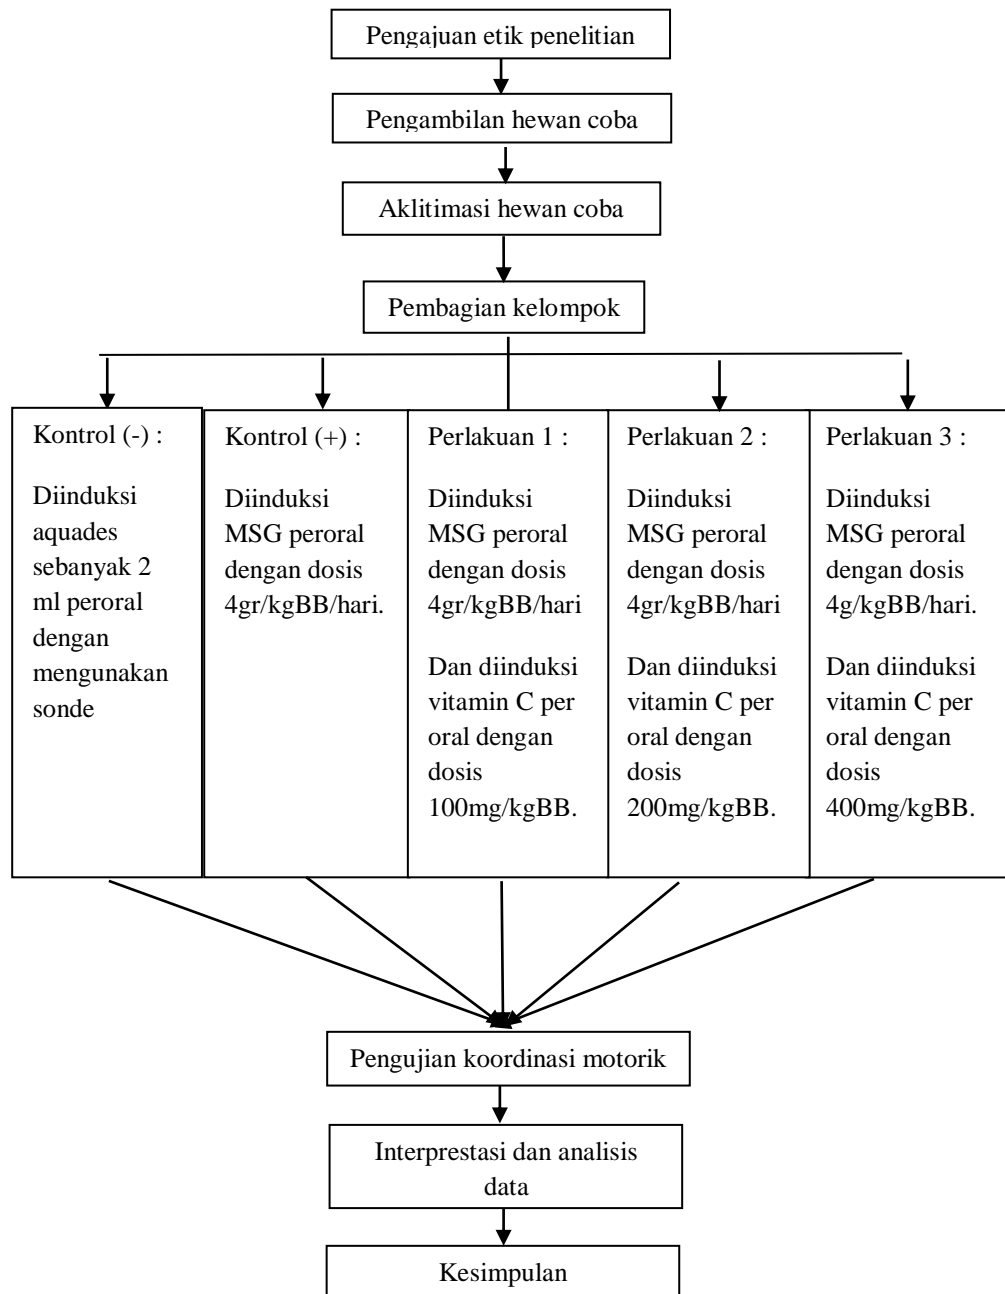 Pengajuan etik penelitian
Pengambilan hewan coba
Aklitimasi hewan coba
Pembagian kelompok
Kontrol (-) :
Diinduksi
aquades
sebanyak 2
ml peroral
dengan
mengunakan
sonde
Kontrol (+) :
Diinduksi
MSG peroral
dengan dosis
4gr/kgBB/hari.
Perlakuan 1 :
Diinduksi
MSG peroral
dengan dosis
4gr/kgBB/hari
Dan diinduksi
vitamin C per
oral dengan
dosis
100mg/kgBB.
Perlakuan 2 :
Diinduksi
MSG peroral
dengan dosis
4gr/kgBB/hari
Dan diinduksi
vitamin C per
oral dengan
dosis
200mg/kgBB.
Perlakuan 3 :
Diinduksi
MSG peroral
dengan dosis
4g/kgBB/hari.
Dan diinduksi
vitamin C per
oral dengan
dosis
400mg/kgBB.
Pengujian koordinasi motorik
Interprestasi dan analisis
data
Kesimpulan